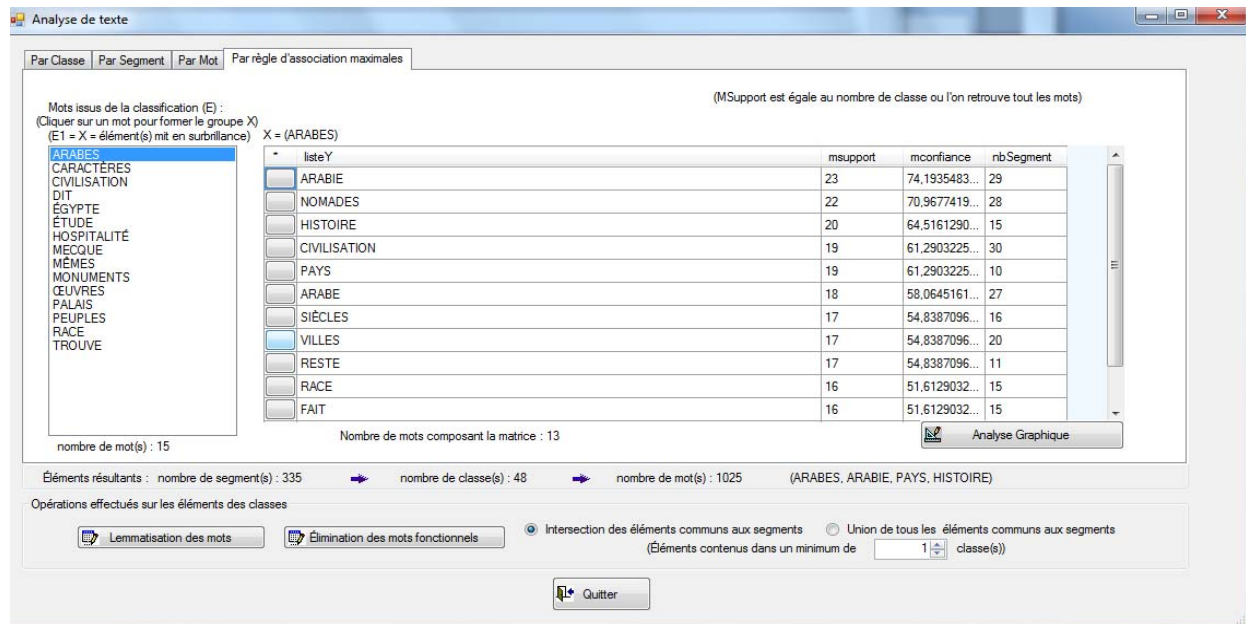 Analyse de texte
Par Classe Par Segment Par Mot Par règle d'association maximales
(MSupport est égale au nombre de classe ou l'on retrouve tout les mots)
Mots issus de la classification (E) :
(Cliquer sur un mot pour former le groupe X)
(E1 = X = élément(s) mit en surbrillance)
X = (ARABES)
ARABES
CARACTÈRES
CIVILISATION
DIT
ÉGYPTE
ÉTUDE
HOSPITALITÉ
MECQUE
MÊMES
MONUMENTS
ŒUVRES
PALAIS
PEUPLES
RACE
TROUVE
nombre de mot(s) : 15
* listeY msupport mconfiance nbSegment
ARABIE 23 74,1935483... 29
NOMADES 22 70,9677419... 28
HISTOIRE 20 64,5161290... 15
CIVILISATION 19 61,2903225... 30
PAYS 19 61,2903225... 10
ARABE 18 58,0645161... 27
SIÈCLES 17 54,8387096... 16
VILLES 17 54,8387096... 20
RESTE 17 54,8387096... 11
RACE 16 51,6129032... 15
FAIT 16 51,6129032... 15
Nombre de mots composant la matrice : 13
Analyse Graphique
Éléments résultants : nombre de segment(s) : 335 nombre de classe(s) : 48 nombre de mot(s) : 1025 (ARABES, ARABIE, PAYS, HISTOIRE)
Opérations effectués sur les éléments des classes
Lemmatisation des mots Élimination des mots fonctionnels Intersection des éléments communs aux segments Union de tous les éléments communs aux segments
(Éléments contenus dans un minimum de 1 classe(s))
Quitter